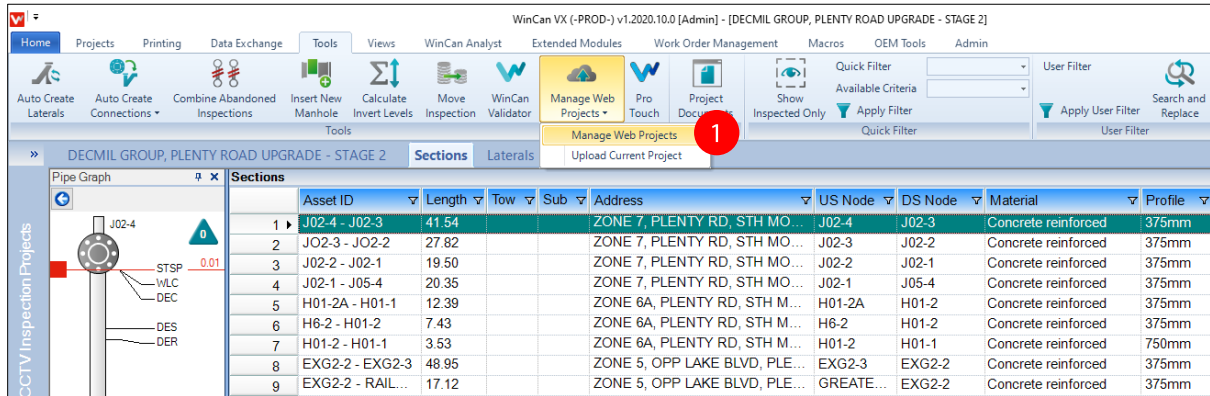 WinCan VX (-PROD-) v1.2020.10.0 [Admin] - [DECMIL GROUP, PLENTY ROAD UPGRADE - STAGE 2]
Home Projects Printing Data Exchange Tools Views WinCan Analyst Extended Modules Work Order Management Macros OEM Tools Admin
Auto Create Laterals
Auto Create Connections
Combine Abandoned Inspections
Insert New Manhole
Calculate Invert Levels
Move Inspection
WinCan Validator
Manage Web Projects
Pro Touch
Project
Show Inspected Only
Quick Filter
Available Criteria
Apply Filter
User Filter
Apply User Filter
Search and Replace
Tools
Quick Filter
User Filter
Manage Web Projects
1
Upload Current Project
» DECMIL GROUP, PLENTY ROAD UPGRADE - STAGE 2 Sections Laterals
Pipe Graph
Sections
CCTV Inspection Projects
J02-4
0
STSP 0.01
WLC
DEC
DES
DER
Asset ID Length Tow Sub Address US Node DS Node Material Profile
1 J02-4 - J02-3 41.54 ZONE 7, PLENTY RD, STH MO... J02-4 J02-3 Concrete reinforced 375mm
2 JO2-3 - JO2-2 27.82 ZONE 7, PLENTY RD, STH MO... J02-3 J02-2 Concrete reinforced 375mm
3 J02-2 - J02-1 19.50 ZONE 7, PLENTY RD, STH MO... J02-2 J02-1 Concrete reinforced 375mm
4 J02-1 - J05-4 20.35 ZONE 7, PLENTY RD, STH MO... J02-1 J05-4 Concrete reinforced 375mm
5 H01-2A - H01-1 12.39 ZONE 6A, PLENTY RD, STH M... H01-2A H01-2 Concrete reinforced 375mm
6 H6-2 - H01-2 7.43 ZONE 6A, PLENTY RD, STH M... H6-2 H01-2 Concrete reinforced 375mm
7 H01-2 - H01-1 3.53 ZONE 6A, PLENTY RD, STH M... H01-2 H01-1 Concrete reinforced 750mm
8 EXG2-2 - EXG2-3 48.95 ZONE 5, OPP LAKE BLVD, PLE... EXG2-3 EXG2-2 Concrete reinforced 375mm
9 EXG2-2 - RAIL... 17.12 ZONE 5, OPP LAKE BLVD, PLE... GREATE... EXG2-2 Concrete reinforced 375mm